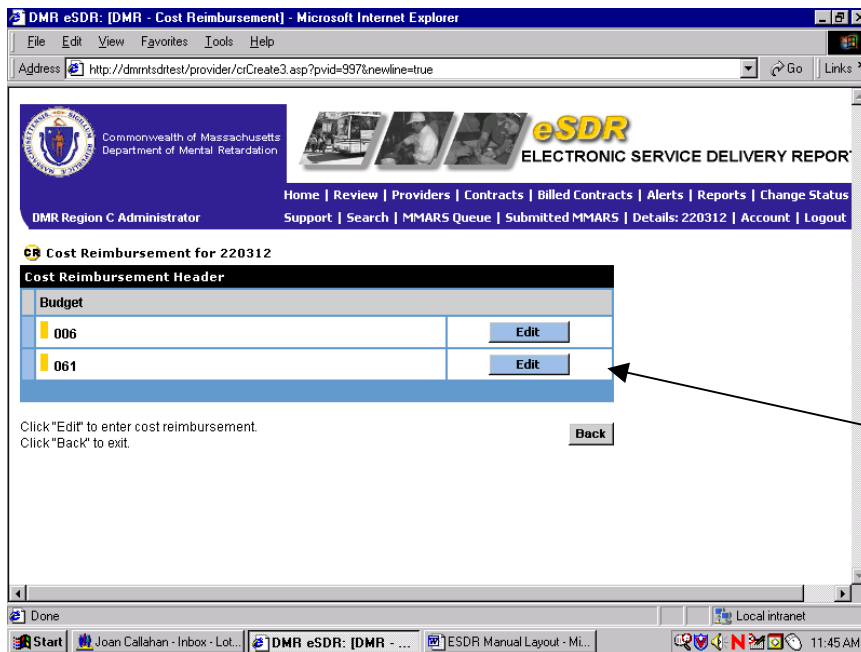 DMR eSDR: [DMR - Cost Reimbursement] - Microsoft Internet Explorer
File Edit View Favorites Tools Help
Address http://dmrntsdrtest/provider/crCreate3.asp?pvid=997&newline=true Go Links
Commonwealth of Massachusetts
Department of Mental Retardation
eSDR
ELECTRONIC SERVICE DELIVERY REPOR
Home | Review | Providers | Contracts | Billed Contracts | Alerts | Reports | Change Status
DMR Region C Administrator Support | Search | MMARS Queue | Submitted MMARS | Details: 220312 | Account | Logout
CR Cost Reimbursement for 220312
Cost Reimbursement Header
Budget
006 Edit
061 Edit
Click "Edit" to enter cost reimbursement.
Click "Back" to exit.
Back
Done Local intranet
Start Joan Callahan - Inbox - Lot... DMR eSDR: [DMR - ... ESDR Manual Layout - Mi... 11:45 AM